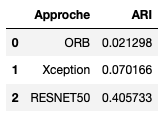 Approche ARI
0 ORB 0.021298
1 Xception 0.070166
2 RESNET50 0.405733